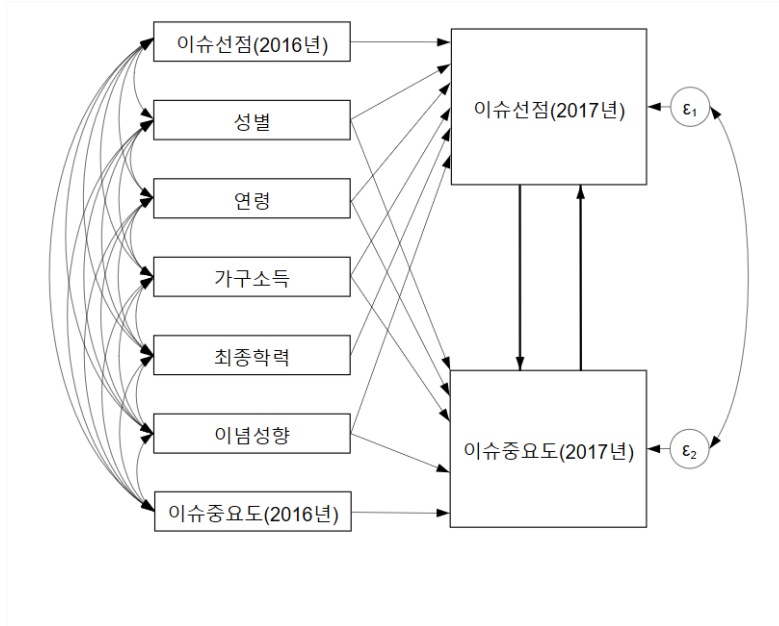 이슈선점(2016년)
성별
연령
가구소득
최종학력
이념성향
이슈중요도(2016년)
이슈선점(2017년)
ε₁
이슈중요도(2017년)
ε₂